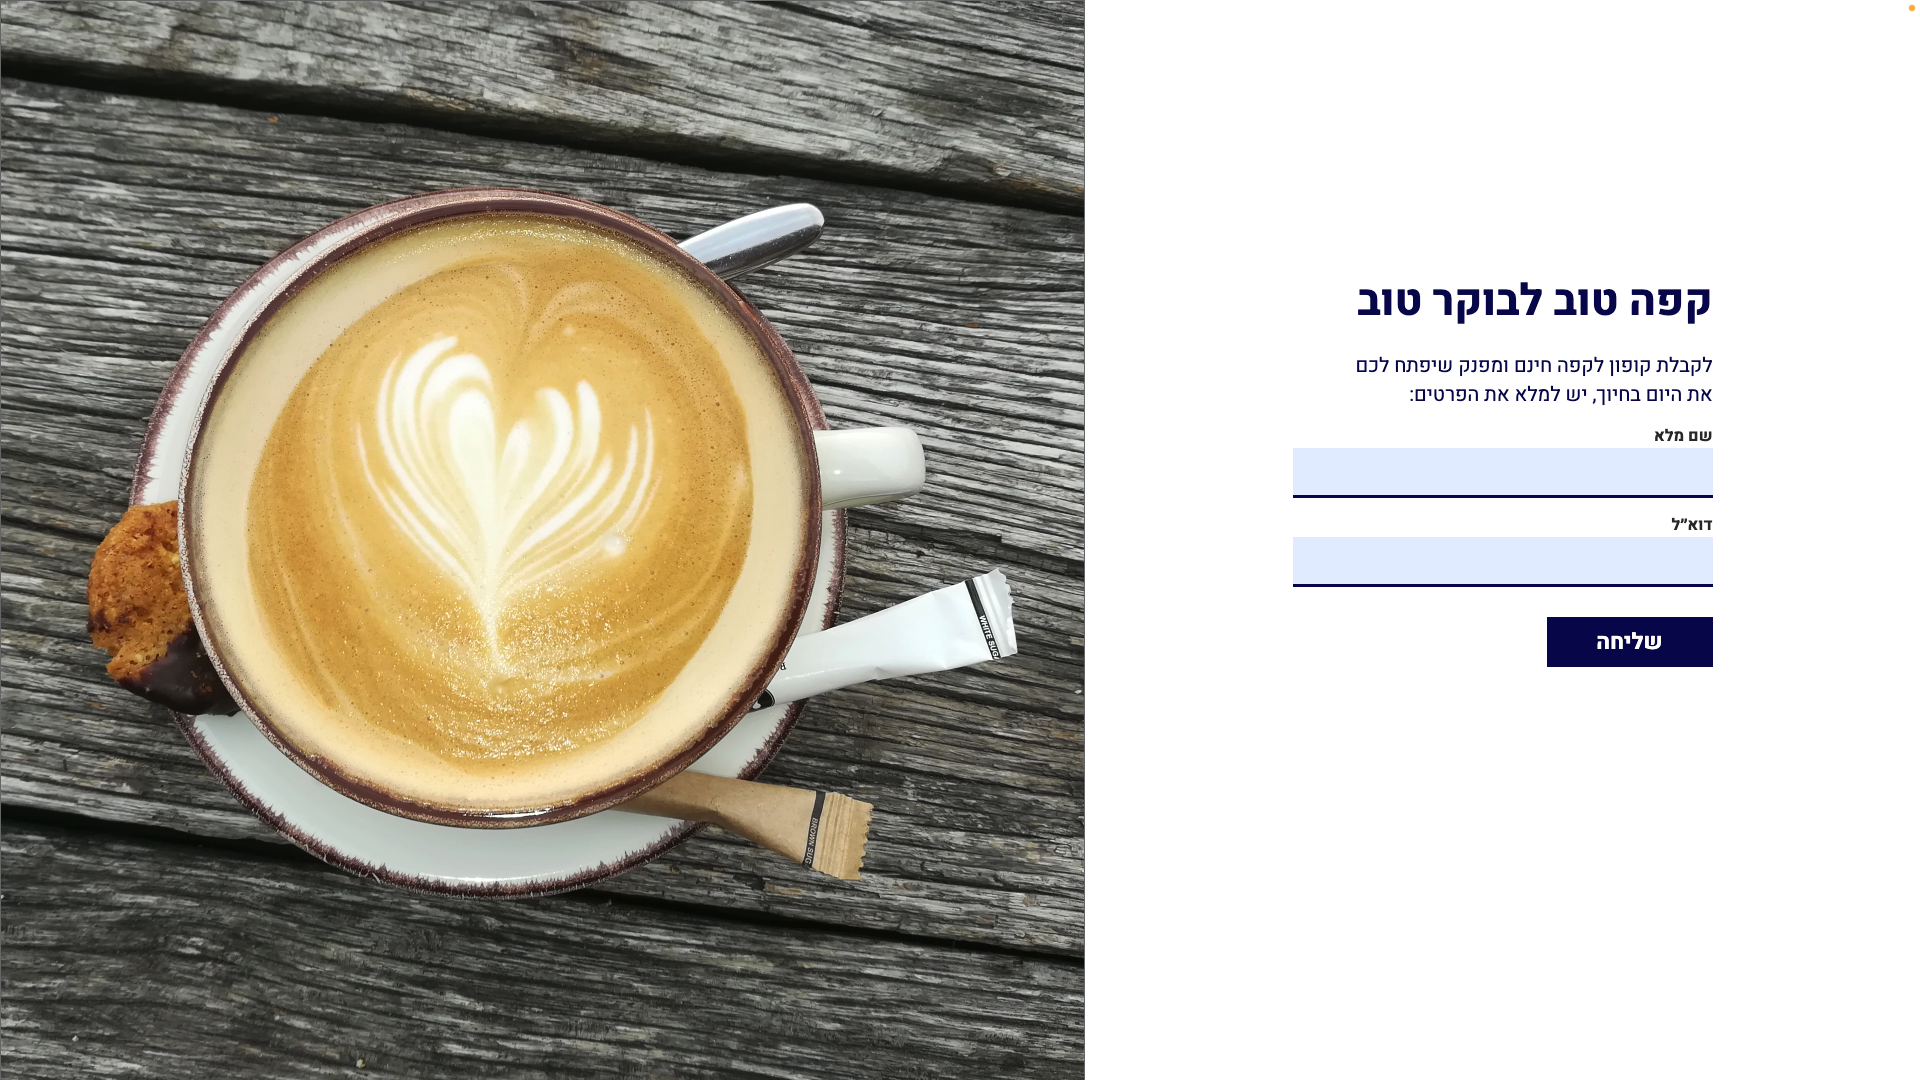 קפה טוב לבוקר טוב
לקבלת קופון לקפה חינם ומפנק שיפתח לכם
את היום בחיוך, יש למלא את הפרטים:
שם מלא
דוא״ל
שליחה
WHITE SUGA
BROWN SUG